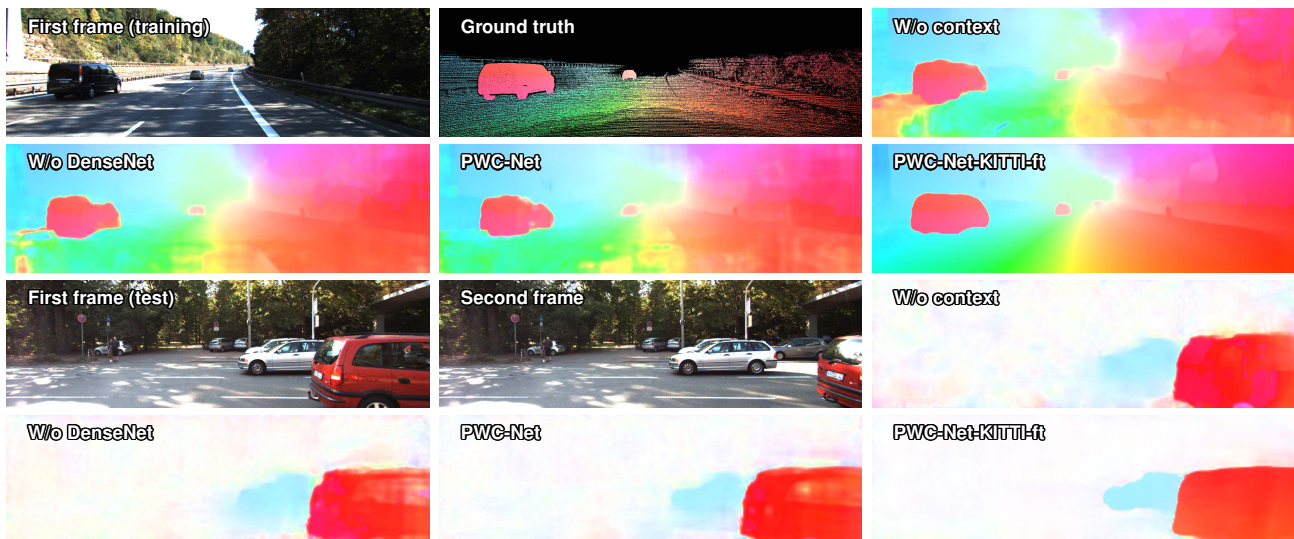 First frame (training)
Ground truth
W/o context
W/o DenseNet
PWC-Net
PWC-Net-KITTI-ft
First frame (test)
Second frame
W/o context
W/o DenseNet
PWC-Net
PWC-Net-KITTI-ft